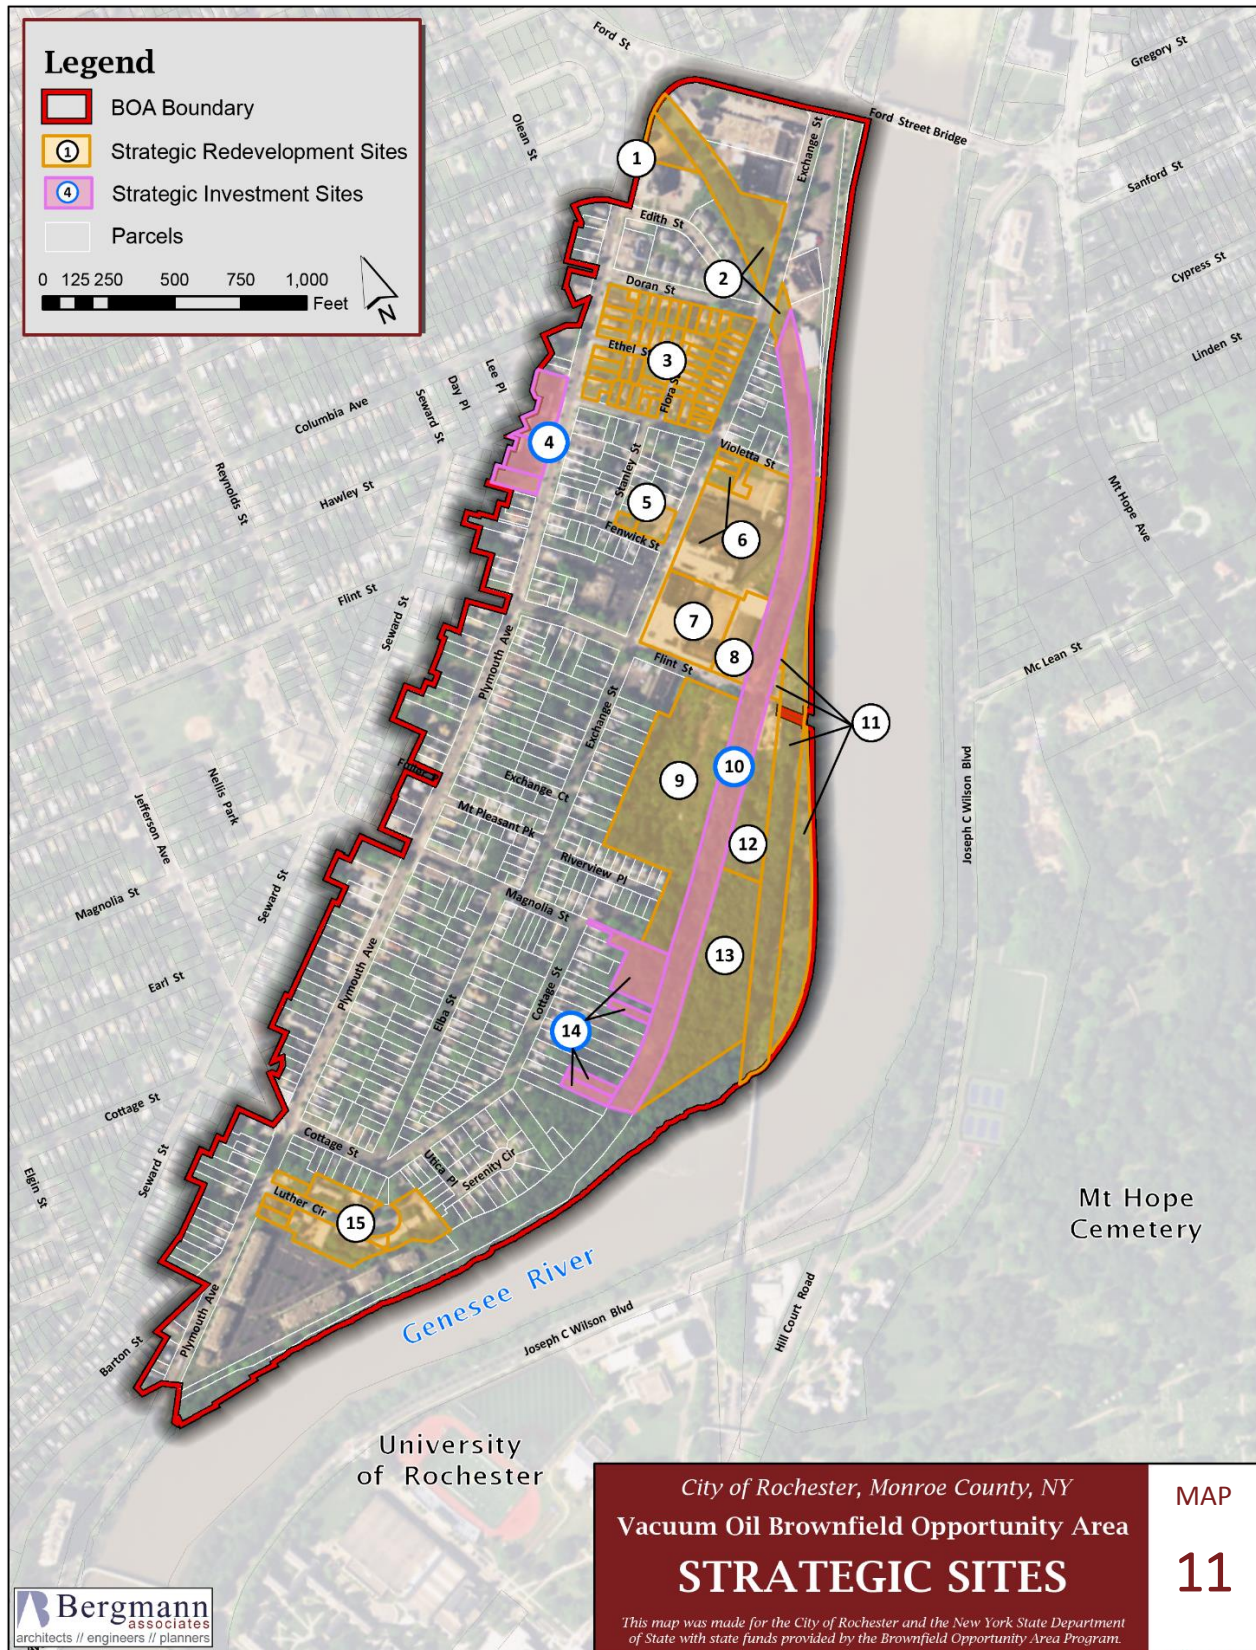 Legend
BOA Boundary
1 Strategic Redevelopment Sites
4 Strategic Investment Sites
Parcels
0 125 250 500 750 1,000
Feet
N
Ford St
Gregory St
Olean St
Exchange St
Ford Street Bridge
1
Sanford St
Edith St
2
Cypress St
Doran St
Linden St
Ethel
3
Flora
Lee Pl
Day Pl
Seward St
Columbia Ave
4
Violetta St
Reynolds St
Stanley St
Hawley St
5
Mt Hope Ave
Fenwick St
6
Flint St
Seward St
7
8
Plymouth Ave
Flint St
Mc Lean St
Exchange St
11
10
9
Nellis Park
Exchange Ct
Mt Pleasant Pk
Jefferson Ave
12
Joseph C Wilson Blvd
Riverview Pl
Magnolia St
Seward St
Magnolia St
13
Earl St
Plymouth Ave
Elba St
Cottage St
14
Cottage St
Cottage St
Seward St
Utica Pl
Serenity Cir
Elgin St
Luther Cir
15
Mt Hope
Cemetery
Genesee River
Plymouth Ave
Hill Court Road
Barton St
Joseph C Wilson Blvd
University
of Rochester
City of Rochester, Monroe County, NY
Vacuum Oil Brownfield Opportunity Area
STRATEGIC SITES
This map was made for the City of Rochester and the New York State Department
of State with state funds provided by the Brownfield Opportunity Area Program.
MAP
11
Bergmann
associates
architects // engineers // planners